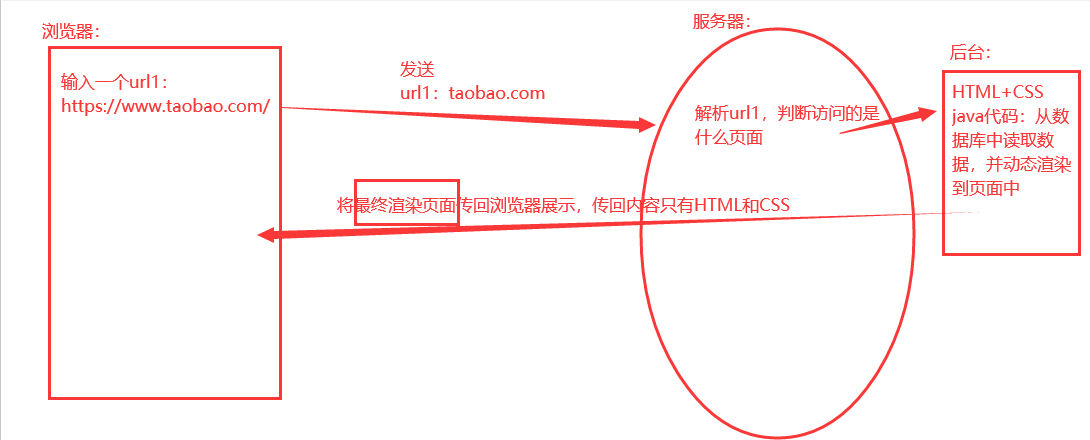 浏览器：
输入一个url1：
https://www.taobao.com/
发送
url1：taobao.com
服务器：
解析url1，判断访问的是
什么页面
后台：
HTML+CSS
java代码：从数
据库中读取数
据，并动态渲染
到页面中
将最终渲染页面传回浏览器展示，传回内容只有HTML和CSS